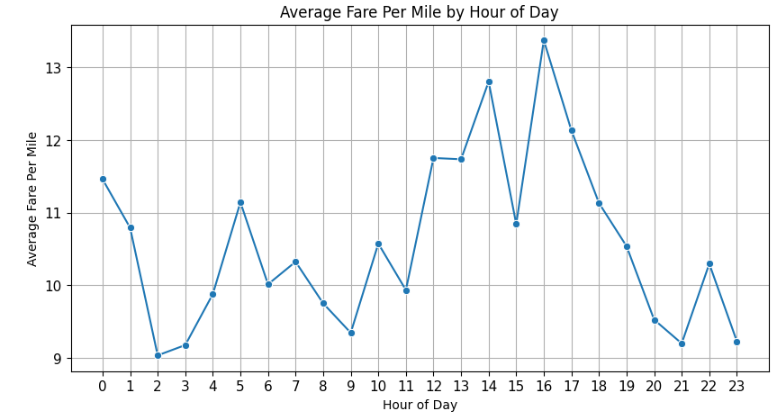 Average Fare Per Mile by Hour of Day
Average Fare Per Mile
13
12
11
10
9
0 1 2 3 4 5 6 7 8 9 10 11 12 13 14 15 16 17 18 19 20 21 22 23
Hour of Day